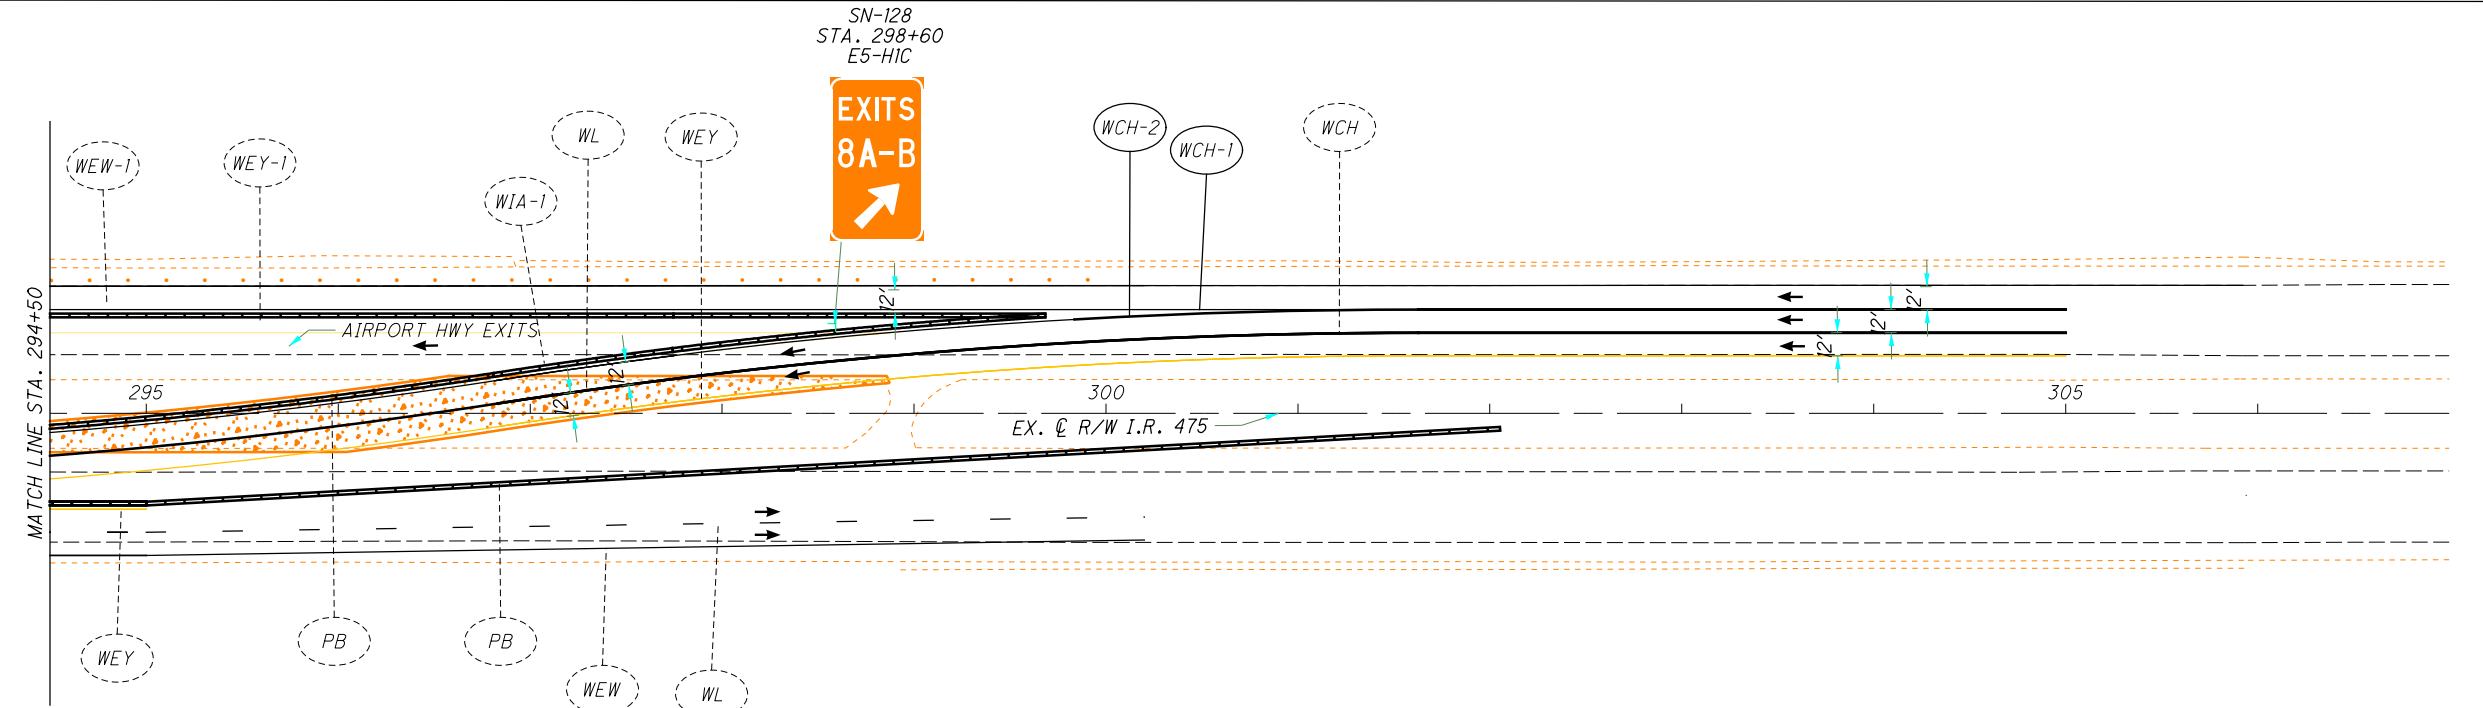 SN-128
STA. 298+60
E5-H1C
EXITS
8A-B
WEW-1
WEY-1
WIA-1
WL
WEY
WCH-2
WCH-1
WCH
MATCH LINE STA. 294+50
AIRPORT HWY EXITS
12'
12'
12'
12'
12'
12'
295
300
305
EX. ℄ R/W I.R. 475
WEY
PB
PB
WEW
WL